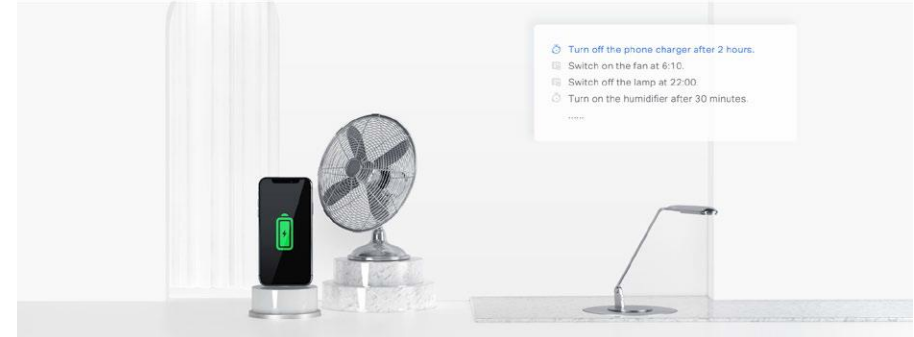 Turn off the phone charger after 2 hours.
Switch on the fan at 6:10.
Switch off the lamp at 22:00.
Turn on the humidifier after 30 minutes.
......